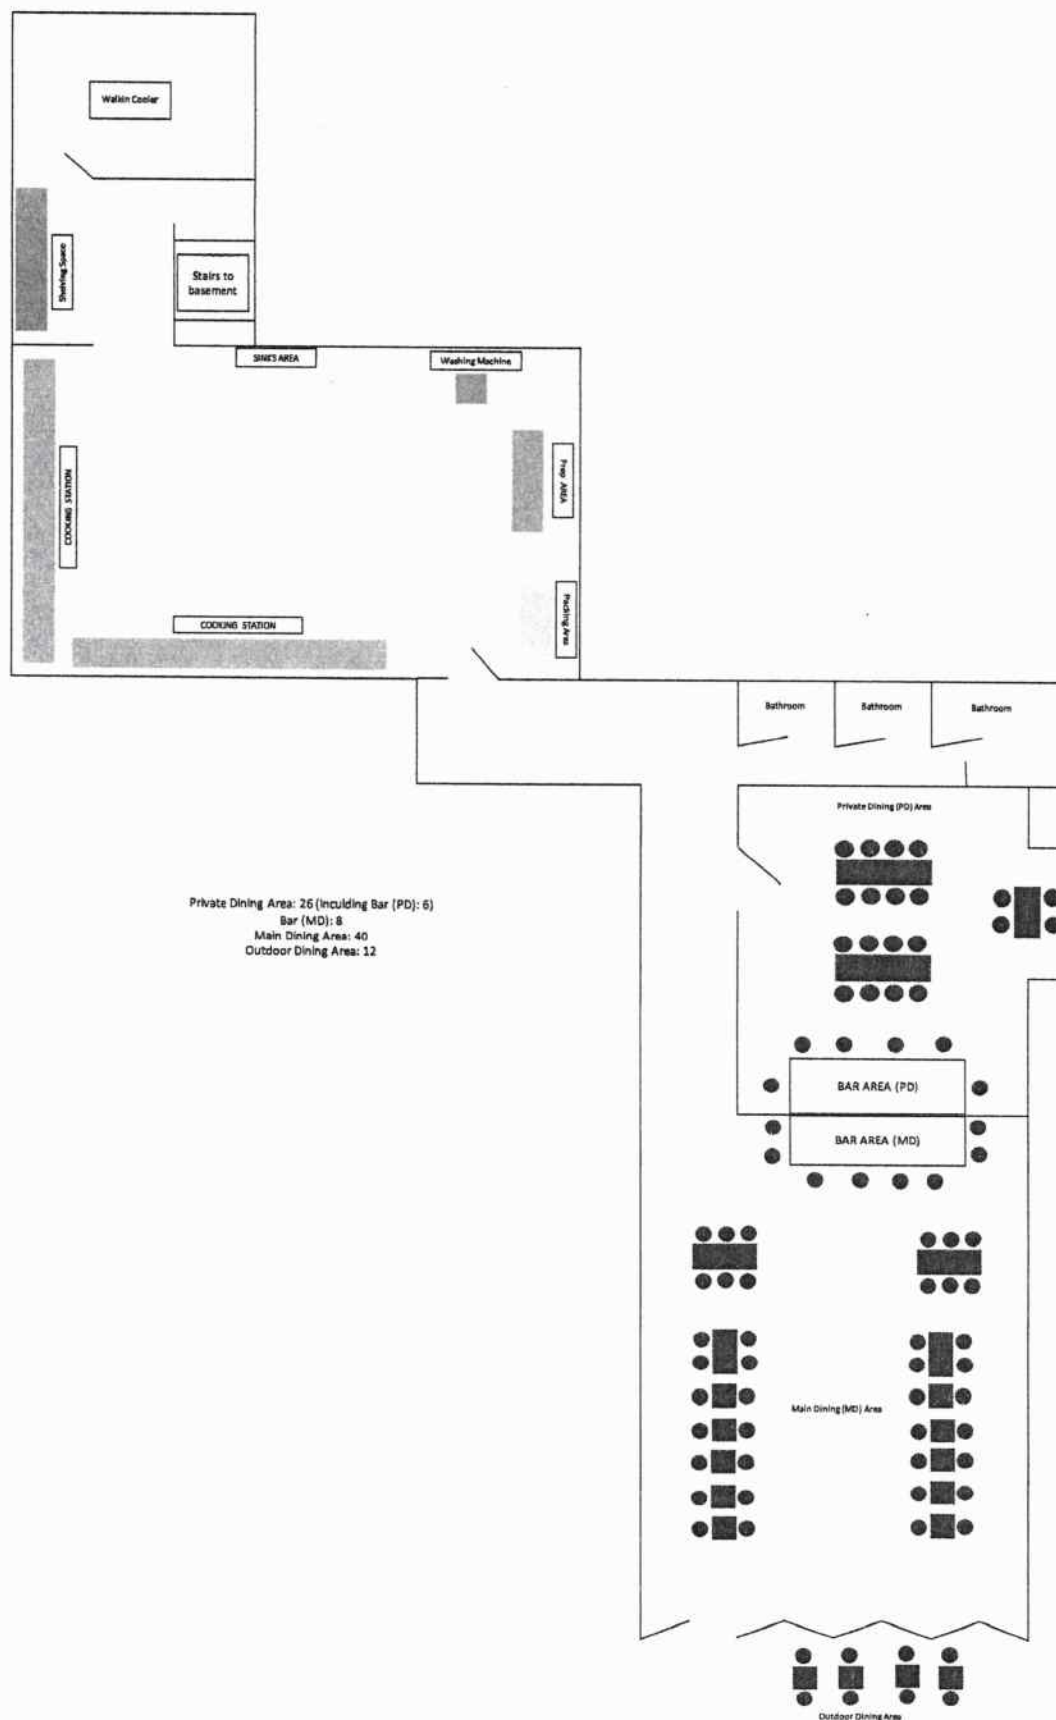 Walkin Cooler
Shelving Space
Stairs to
basement
SINKS AREA
Washing Machine
COOKING STATION
Prep AREA
Packing Area
COOKING STATION
Bathroom
Bathroom
Bathroom
Private Dining (PD) Area
Private Dining Area: 26 (Inculding Bar (PD): 6)
Bar (MD): 8
Main Dining Area: 40
Outdoor Dining Area: 12
BAR AREA (PD)
BAR AREA (MD)
Main Dining (MD) Area
Outdoor Dining Area